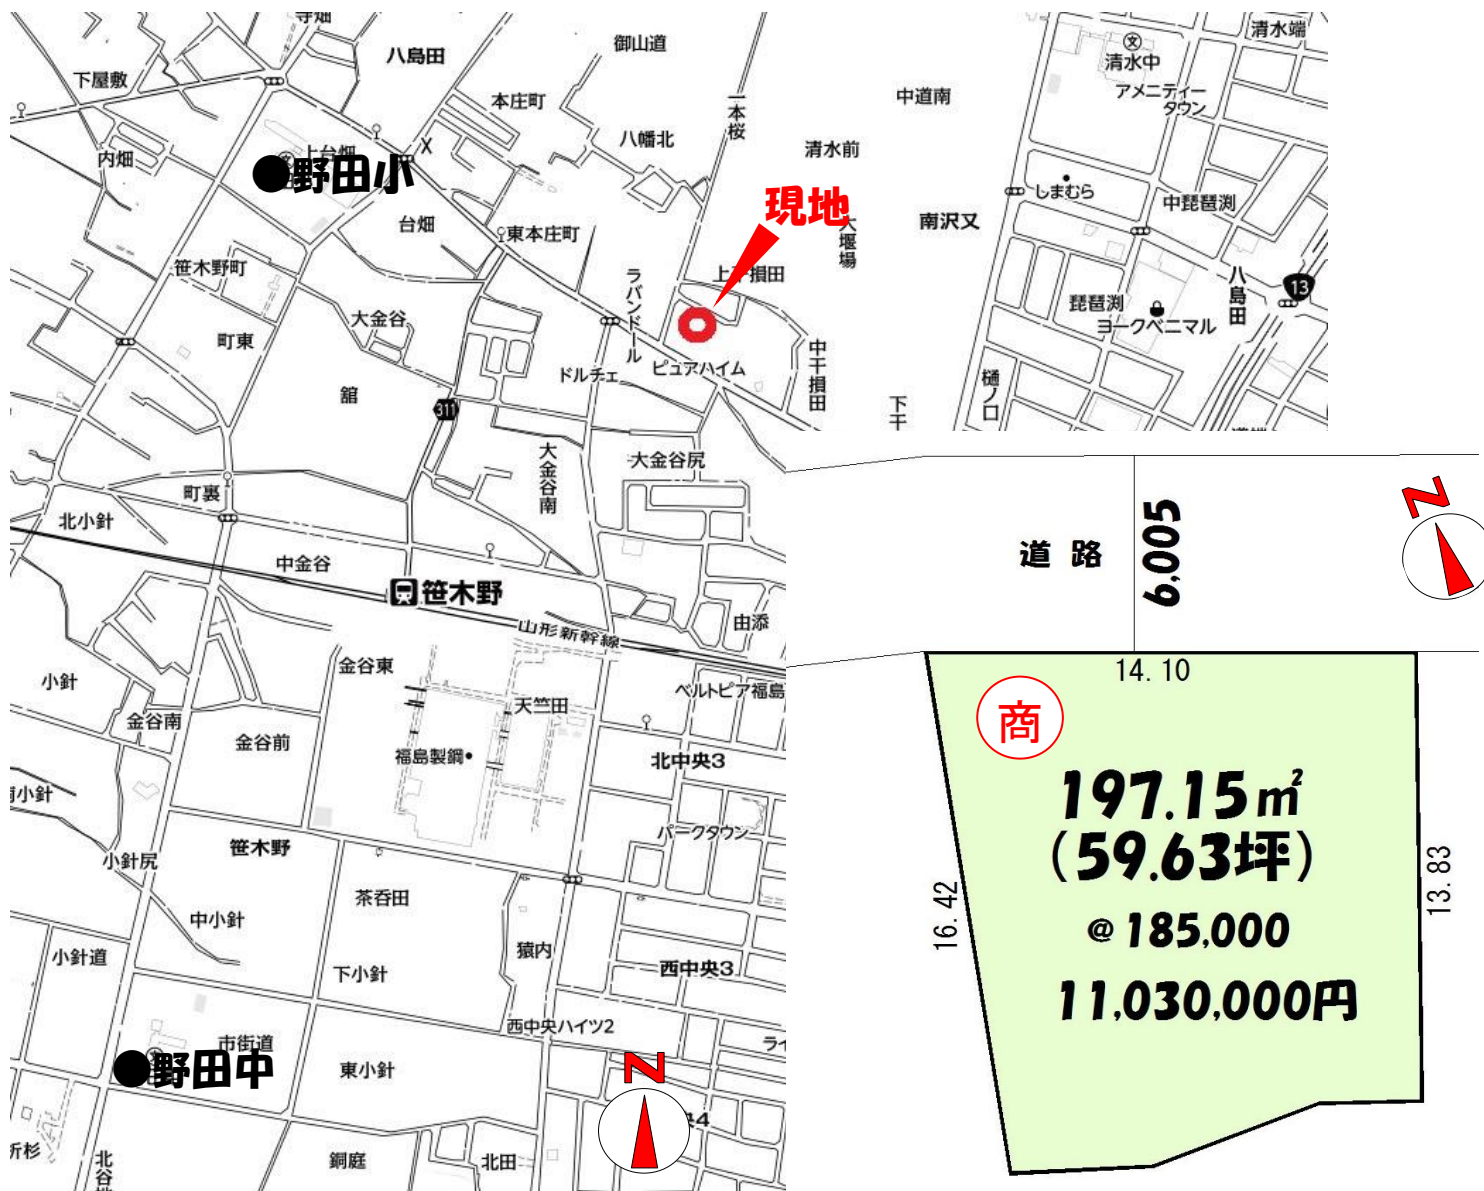 寺畑
八島田
御山道
清水端
清水中
アメニティー
タウン
下屋敷
本庄町
一本桜
中道南
八幡北
清水前
内畑
上台畑
●野田小
しまむら
中琵琶渕
現地
南沢又
台畑
東本庄町
大堰場
笹木野町
ラバンドール
上干損田
八島田
13
琵琶渕
ヨークベニマル
大金谷
町東
中干損田
ドルチェ
ピュアハイム
樋ノ口
舘
311
下干
大金谷南
大金谷尻
町裏
北小針
中金谷
笹木野
山形新幹線
由添
小針
金谷東
ベルトピア福島
金谷南
金谷前
天竺田
福島製鋼
北中央3
小針
パークタウン
小針尻
笹木野
茶呑田
中小針
猿内
小針道
下小針
西中央3
西中央ハイツ2
市街道
●野田中
東小針
N
折杉
北谷地
銅庭
北田
道路
6,005
N
14.10
商
197.15㎡
(59.63坪)
16.42
13.83
@185,000
11,030,000円